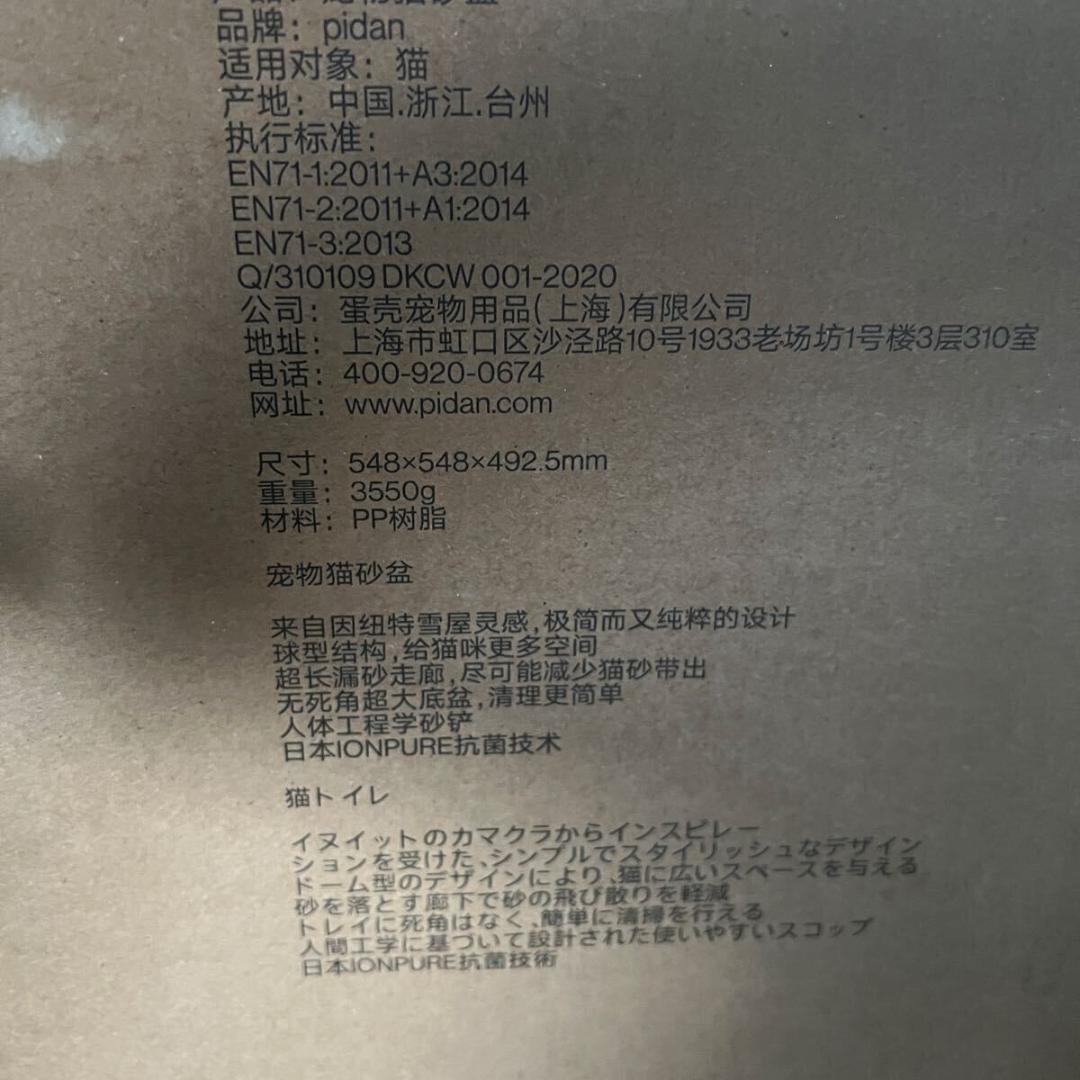 产品：宠物猫砂盆
品牌：pidan
适用对象：猫
产地：中国.浙江.台州
执行标准：
EN71-1:2011+A3:2014
EN71-2:2011+A1:2014
EN71-3:2013
Q/310109 DKCW 001-2020
公司：蛋壳宠物用品(上海)有限公司
地址：上海市虹口区沙泾路10号1933老场坊1号楼3层310室
电话：400-920-0674
网址：www.pidan.com
尺寸：548×548×492.5mm
重量：3550g
材料：PP树脂
宠物猫砂盆
来自因纽特雪屋灵感,极简而又纯粹的设计
球型结构,给猫咪更多空间
超长漏砂走廊,尽可能减少猫砂带出
无死角超大底盆,清理更简单
人体工程学砂铲
日本IONPURE抗菌技术
猫トイレ
イヌイットのカマクラからインスピレー
ションを受けた、シンプルでスタイリッシュなデザイン
ドーム型のデザインにより、猫に広いスペースを与える
砂を落とす廊下で砂の飛び散りを軽減
トレイに死角はなく、簡単に清掃を行える
人間工学に基づいて設計された使いやすいスコップ
日本IONPURE抗菌技術